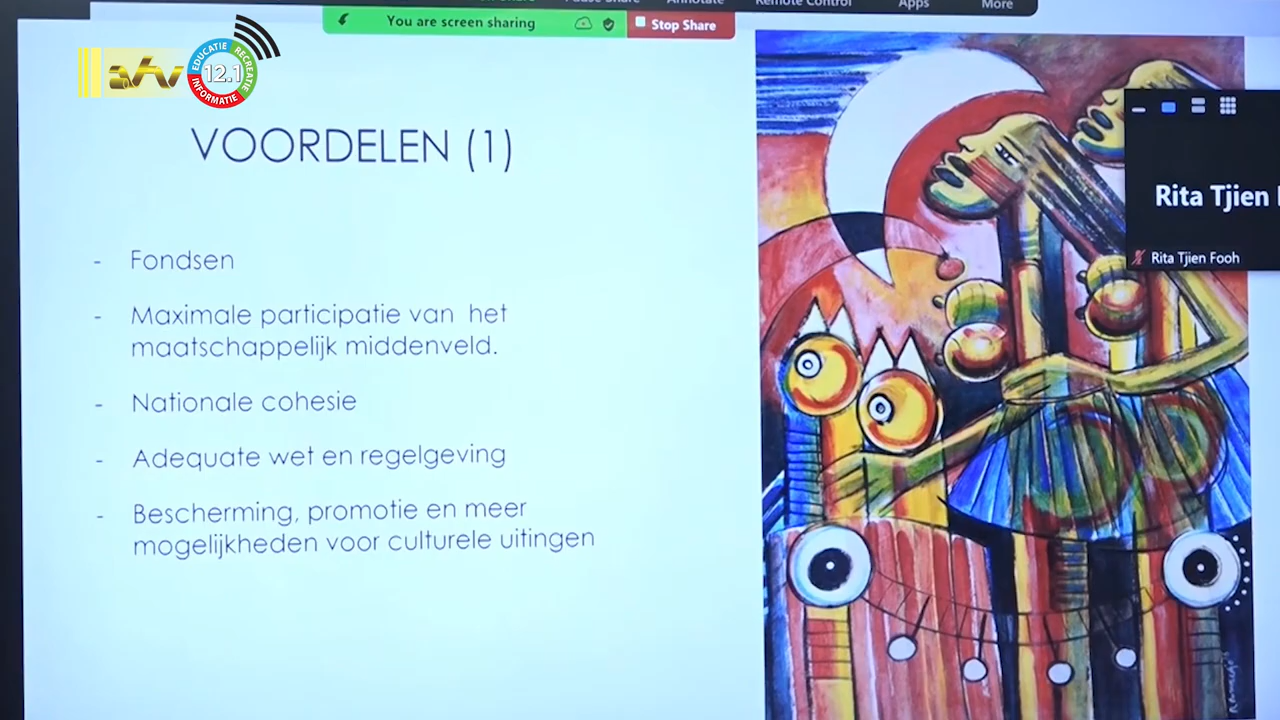 Remote Control
Apps
More
You are screen sharing
Stop Share
atv
EDUCATIE
RECREATIE
INFORMATIE
12.1
VOORDELEN (1)
Rita Tjien
Rita Tjien Fooh
- Fondsen
- Maximale participatie van het
maatschappelijk middenveld.
- Nationale cohesie
- Adequate wet en regelgeving
- Bescherming, promotie en meer
mogelijkheden voor culturele uitingen